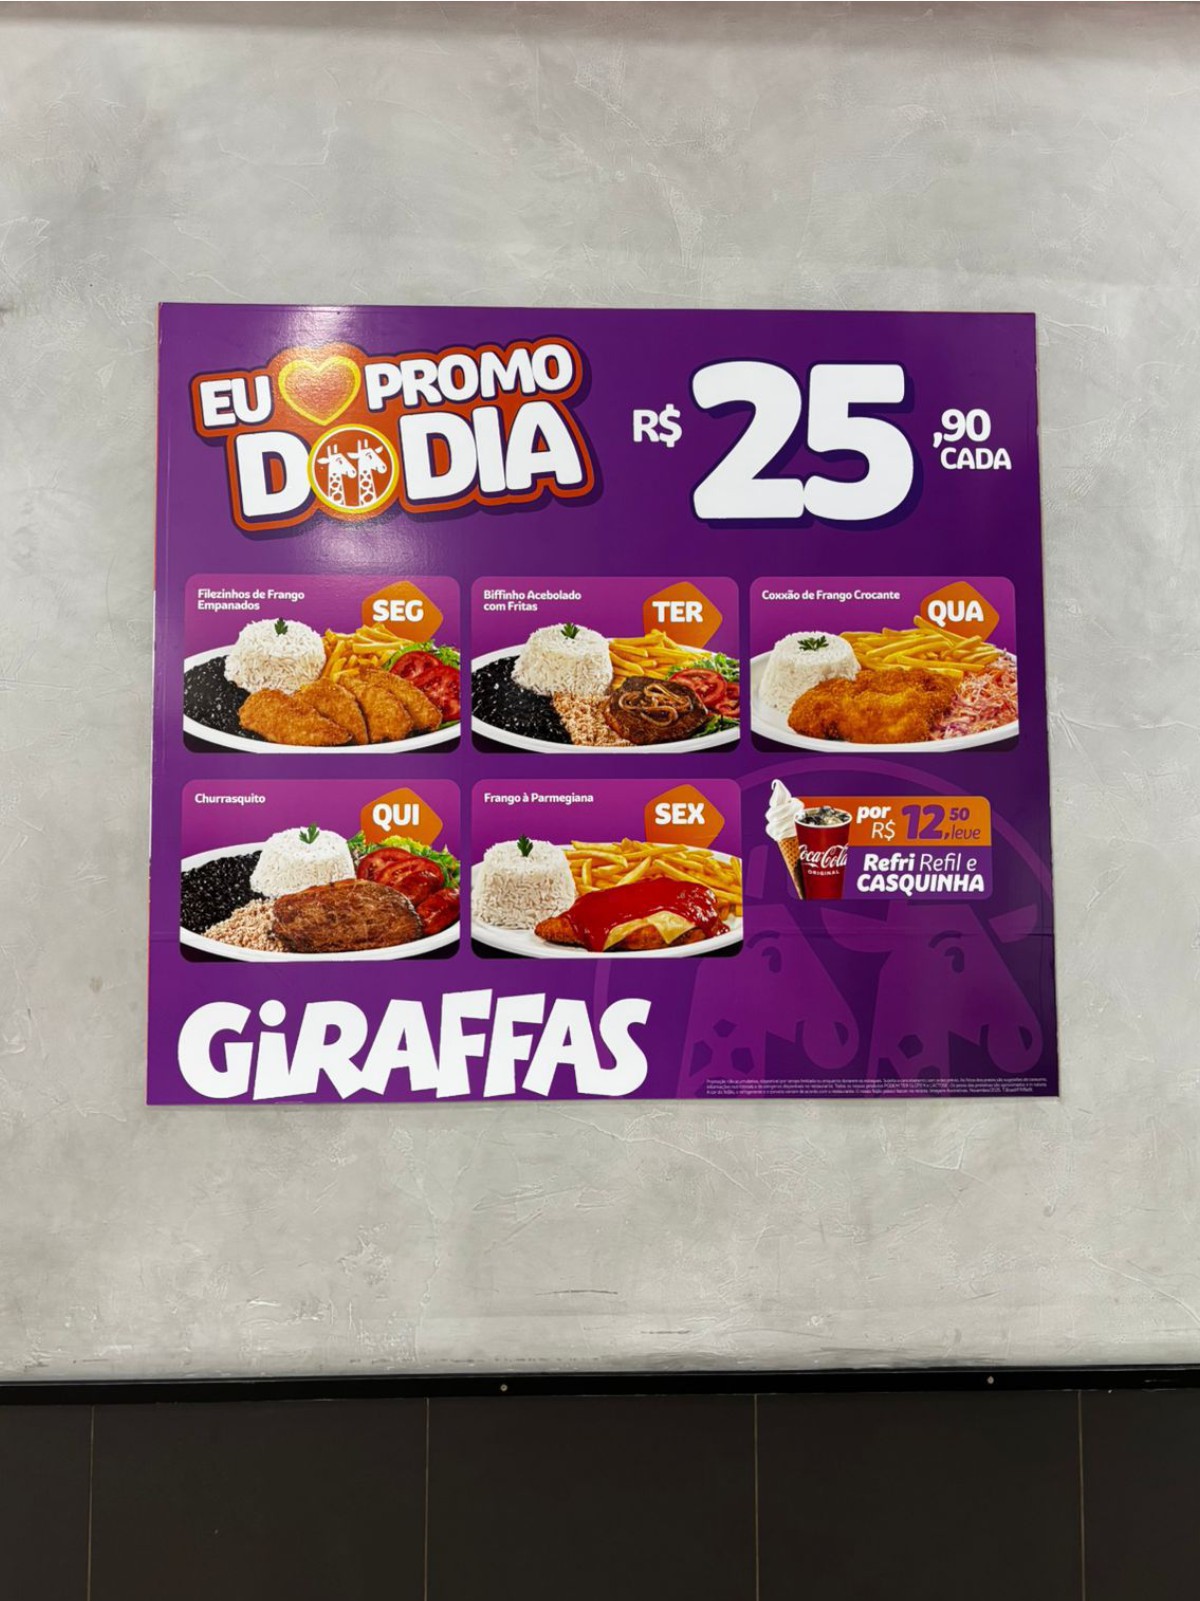 EU PROMO
DO DIA
R$ 25,90
CADA
Filezinhos de Frango
Empanados
SEG
Biffinho Acebolado
com Fritas
TER
Coxxão de Frango Crocante
QUA
Churrasquito
QUI
Frango à Parmegiana
SEX
por
R$ 12,50
leve
Refri Refil e
CASQUINHA
Coca-Cola
ORIGINAL
GiRAFFAS